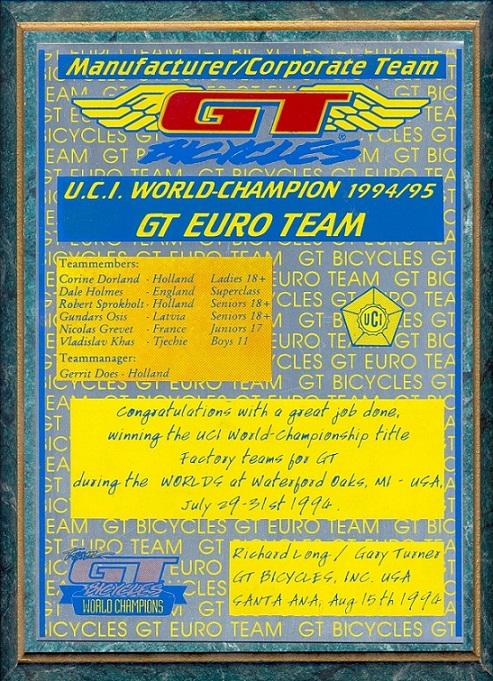 Manufacturer/Corporate Team
GT
BICYCLES®
U.C.I. WORLD-CHAMPION 1994/95
GT EURO TEAM
Teammembers:
Corine Dorland - Holland Ladies 18+
Dale Holmes - England Superclass
Robert Sprokholt - Holland Seniors 18+
Gundars Osis - Latvia Seniors 18+
Nicolas Grevet - France Juniors 17
Vladislav Khas - Tjechie Boys 11
Teammanager:
Gerrit Does - Holland
UCI
Congratulations with a great job done,
winning the UCI World-Championship title
Factory teams for GT
during the WORLDS at Waterford Oaks, MI - USA,
July 29-31st 1994.
GT
BICYCLES
WORLD CHAMPIONS
Richard Long / Gary Turner
GT BICYCLES, INC. USA
SANTA ANA, Aug 15th 1994